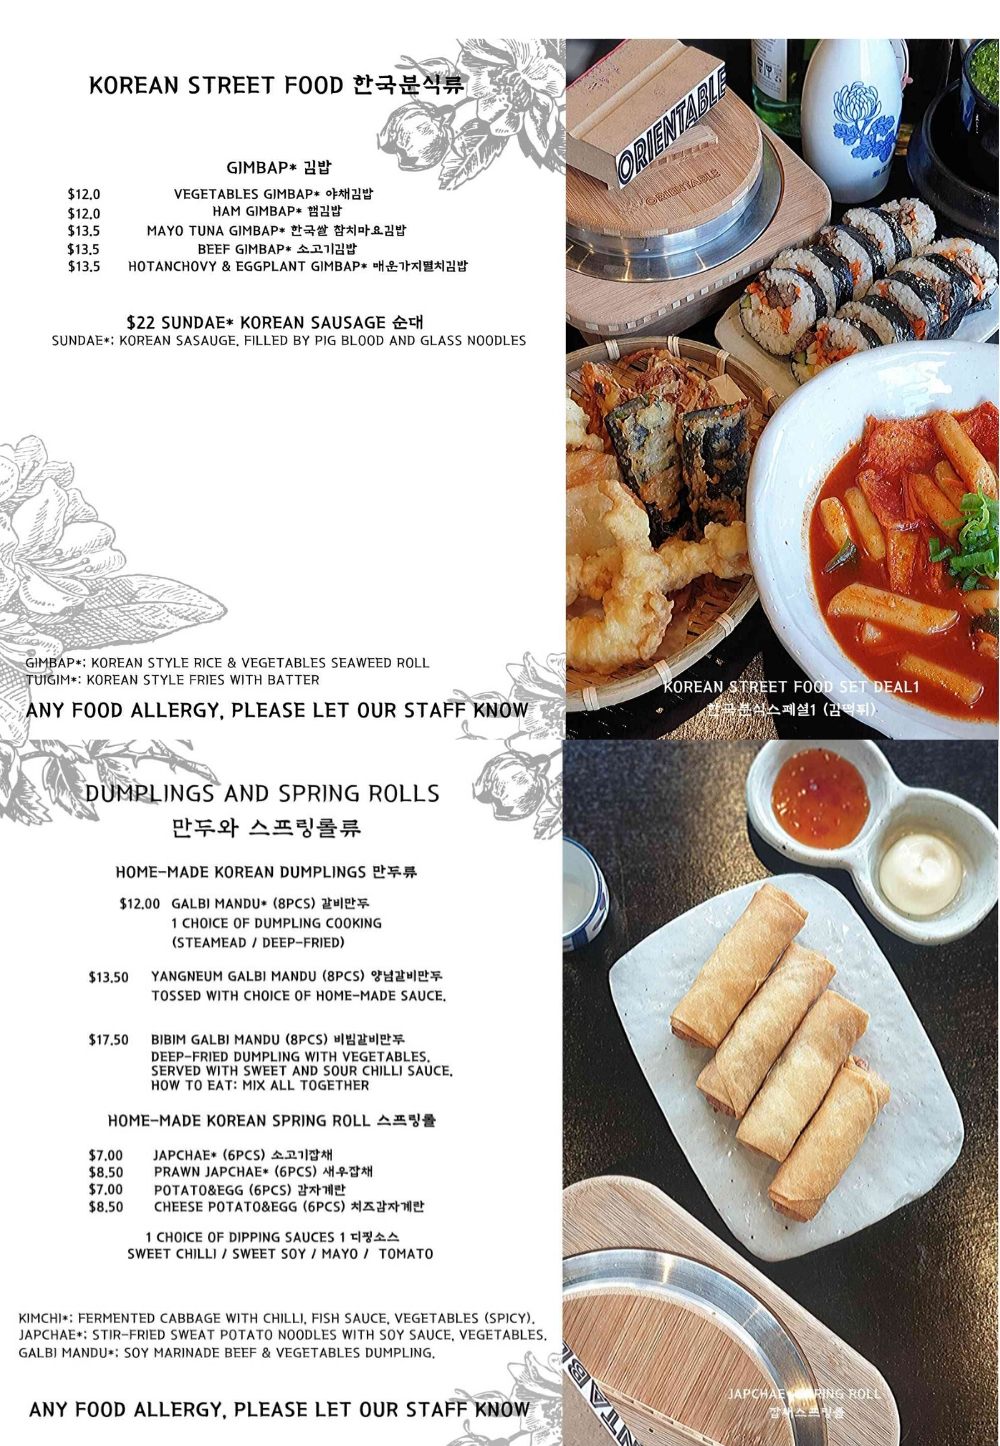 KOREAN STREET FOOD 한국분식류
GIMBAP* 김밥
$12.0 VEGETABLES GIMBAP* 야채김밥
$12.0 HAM GIMBAP* 햄김밥
$13.5 MAYO TUNA GIMBAP* 한국쌀 참치마요김밥
$13.5 BEEF GIMBAP* 소고기김밥
$13.5 HOTANCHOVY & EGGPLANT GIMBAP* 매운가지멸치김밥
$22 SUNDAE* KOREAN SAUSAGE 순대
SUNDAE*: KOREAN SASAUGE, FILLED BY PIG BLOOD AND GLASS NOODLES
GIMBAP*: KOREAN STYLE RICE & VEGETABLES SEAWEED ROLL
TUIGIM*: KOREAN STYLE FRIES WITH BATTER
ANY FOOD ALLERGY, PLEASE LET OUR STAFF KNOW
ORIENTABLE
ORIENTABLE
KOREAN STREET FOOD SET DEAL1
한국분식스페셜1 (김떡튀)
DUMPLINGS AND SPRING ROLLS
만두와 스프링롤류
HOME-MADE KOREAN DUMPLINGS 만두류
$12.00 GALBI MANDU* (8PCS) 갈비만두
1 CHOICE OF DUMPLING COOKING
(STEAMEAD / DEEP-FRIED)
$13.50 YANGNEUM GALBI MANDU (8PCS) 양념갈비만두
TOSSED WITH CHOICE OF HOME-MADE SAUCE.
$17.50 BIBIM GALBI MANDU (8PCS) 비빔갈비만두
DEEP-FRIED DUMPLING WITH VEGETABLES.
SERVED WITH SWEET AND SOUR CHILLI SAUCE.
HOW TO EAT: MIX ALL TOGETHER
HOME-MADE KOREAN SPRING ROLL 스프링롤
$7.00 JAPCHAE* (6PCS) 소고기잡채
$8.50 PRAWN JAPCHAE* (6PCS) 새우잡채
$7.00 POTATO&EGG (6PCS) 감자계란
$8.50 CHEESE POTATO&EGG (6PCS) 치즈감자계란
1 CHOICE OF DIPPING SAUCES 1 디핑소스
SWEET CHILLI / SWEET SOY / MAYO / TOMATO
KIMCHI*: FERMENTED CABBAGE WITH CHILLI, FISH SAUCE, VEGETABLES (SPICY).
JAPCHAE*: STIR-FRIED SWEAT POTATO NOODLES WITH SOY SAUCE, VEGETABLES.
GALBI MANDU*: SOY MARINADE BEEF & VEGETABLES DUMPLING.
ANY FOOD ALLERGY, PLEASE LET OUR STAFF KNOW
JAPCHAE* SPRING ROLL
잡채스프링롤